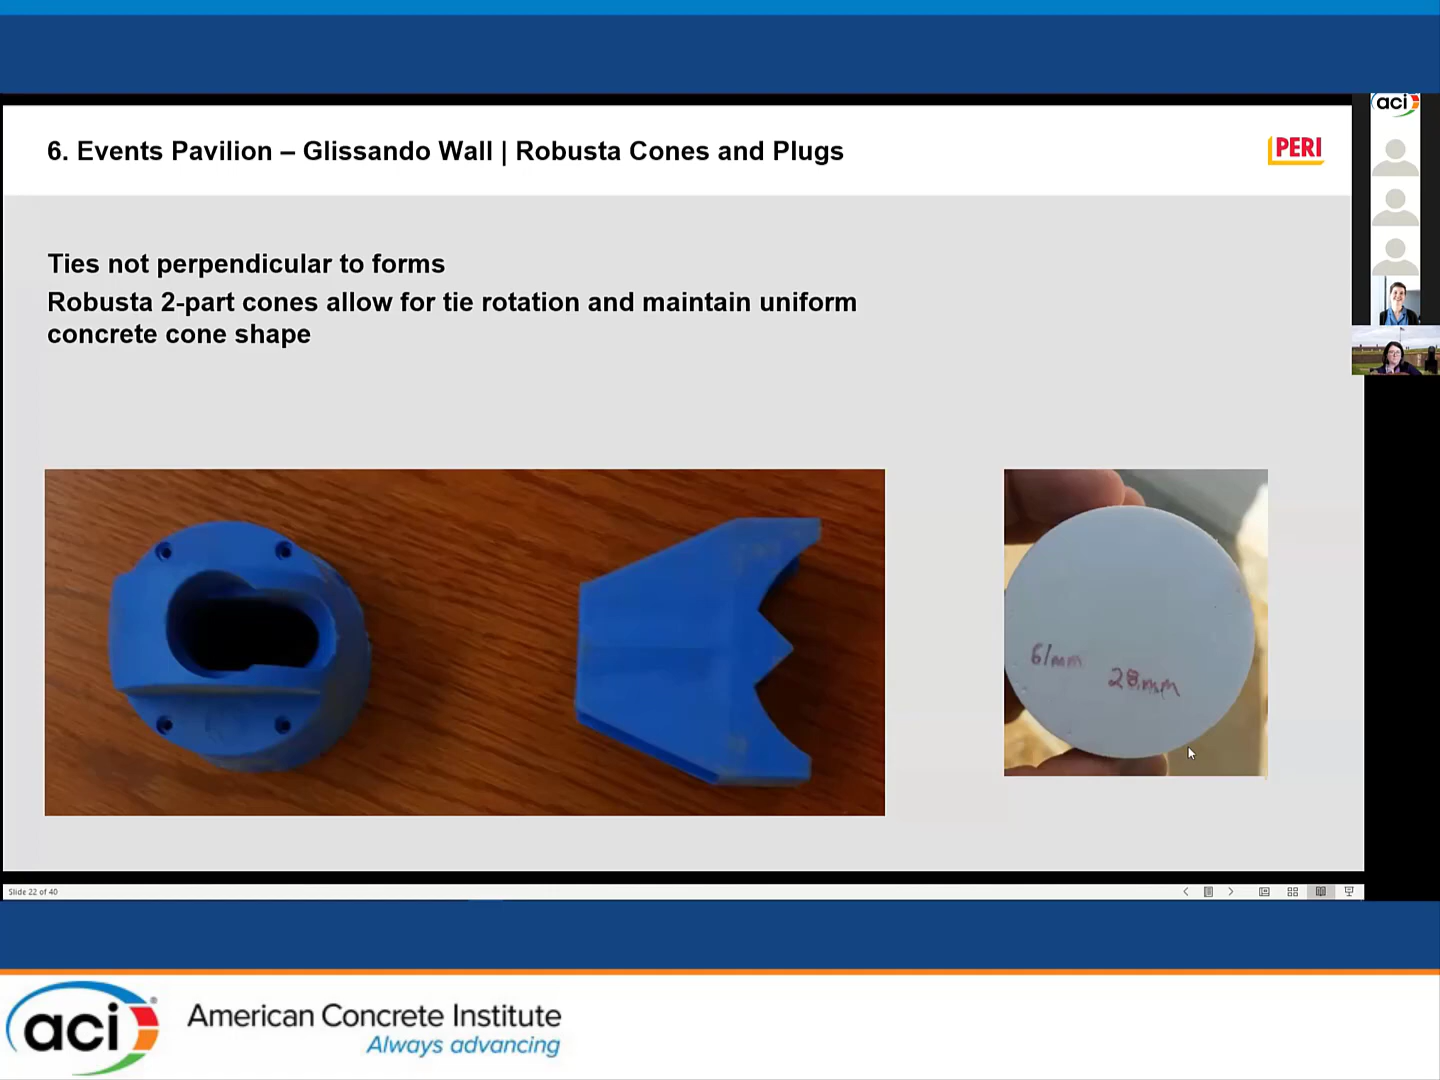 aci
6. Events Pavilion – Glissando Wall | Robusta Cones and Plugs
PERI
Ties not perpendicular to forms
Robusta 2-part cones allow for tie rotation and maintain uniform
concrete cone shape
61mm
28mm
Slide 22 of 40
aci
American Concrete Institute
Always advancing